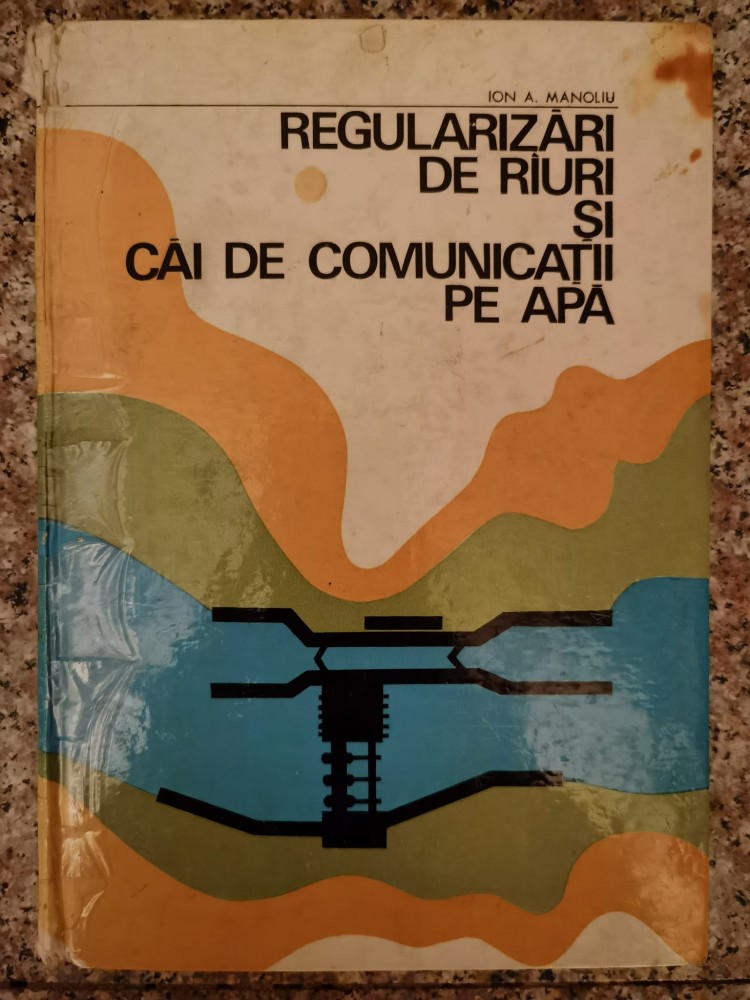 ION A. MANOLIU
REGULARIZĂRI
DE RÎURI
ȘI
CĂI DE COMUNICAȚII
PE APĂ